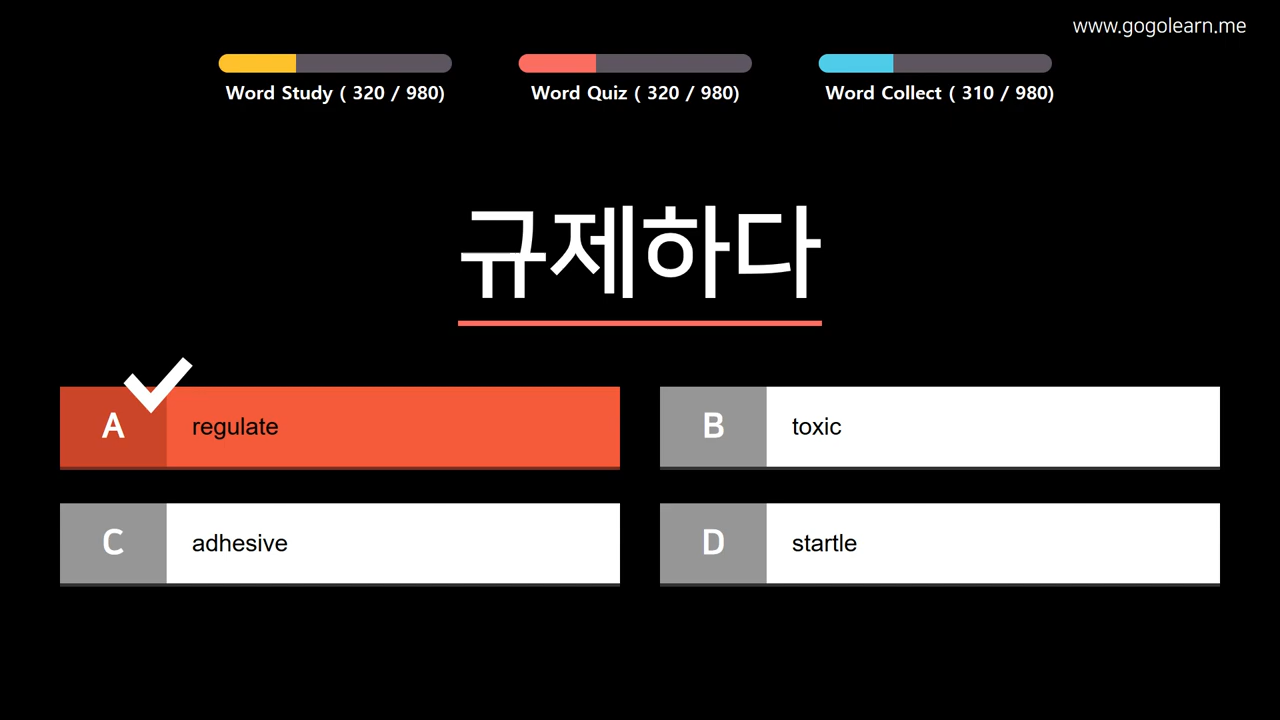 www.gogolearn.me
Word Study ( 320 / 980)
Word Quiz ( 320 / 980)
Word Collect ( 310 / 980)
규제하다
A regulate
B toxic
C adhesive
D startle